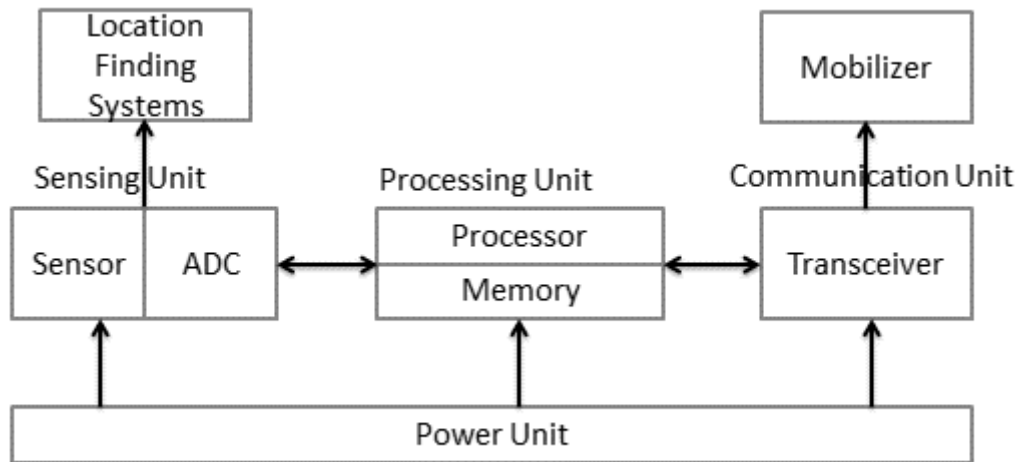 Location
Finding
Systems
Mobilizer
Sensing Unit
Processing Unit
Communication Unit
Sensor
ADC
Processor
Memory
Transceiver
Power Unit